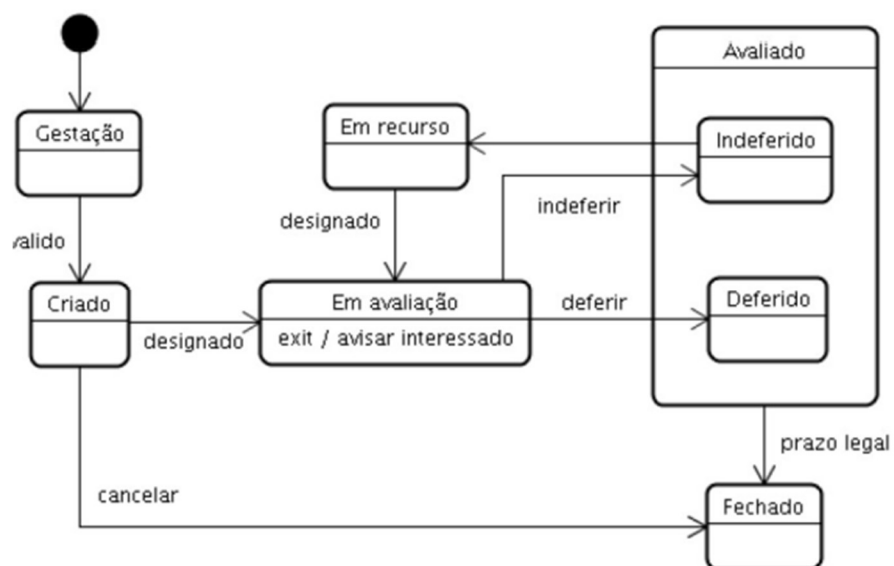 Avaliado
Gestação
Em recurso
Indeferido
designado
indeferir
valido
Criado
Em avaliação
exit / avisar interessado
deferir
Deferido
designado
prazo legal
cancelar
Fechado